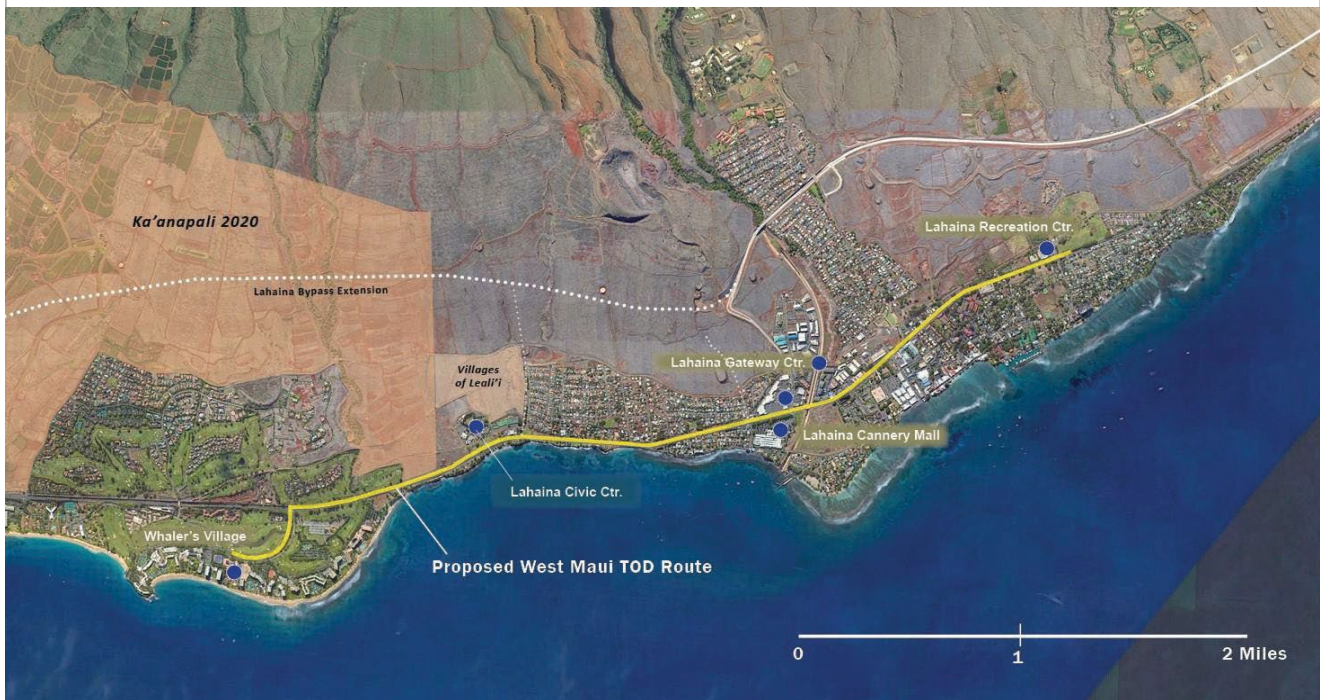 Ka'anapali 2020
Lahaina Bypass Extension
Lahaina Recreation Ctr.
Lahaina Gateway Ctr.
Villages
of Leali'i
Lahaina Cannery Mall
Lahaina Civic Ctr.
Whaler's Village
Proposed West Maui TOD Route
0 1 2 Miles